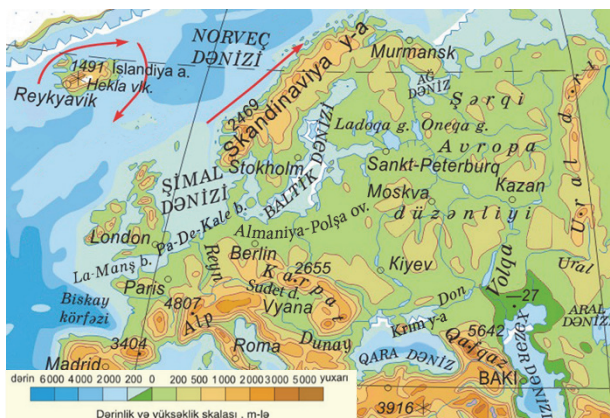 NORVEÇ
DƏNİZİ
1491 İslandiya a.
Hekla vlk.
Reykyavik
Murmansk
AĞ
DƏNİZ
2469
Skandinaviya y-a
Ural d. r ı
Şərqi
Ladoqa g.
Oneqa g.
Avropa
ŞİMAL
DƏNİZİ
Stokholm
BALTİK DƏNİZİ
Sankt-Peterburq
Moskva
Kazan
düzənliyi
London
Pa-De-Kale b.
Almaniya-Polşa ov.
La-Manş b.
Reyn
Berlin
Volqa
Ural
Paris
2655
Karpat
Kiyev
Sudet d.
Biskay
körfəzi
4807
Alp
Vyana
Don
−27
ARAL
DƏNİZİ
Krım y-a
3404
Dunay
5642
Qafqaz
XƏZƏR DƏNİZİ
Madrid
Roma
QARA DƏNİZ
BAKI
3916
dərin 6000 4000 2000 200 0 200 500 1000 2000 3000 5000 yuxarı
Dərinlik və yüksəklik şkalası , m-lə